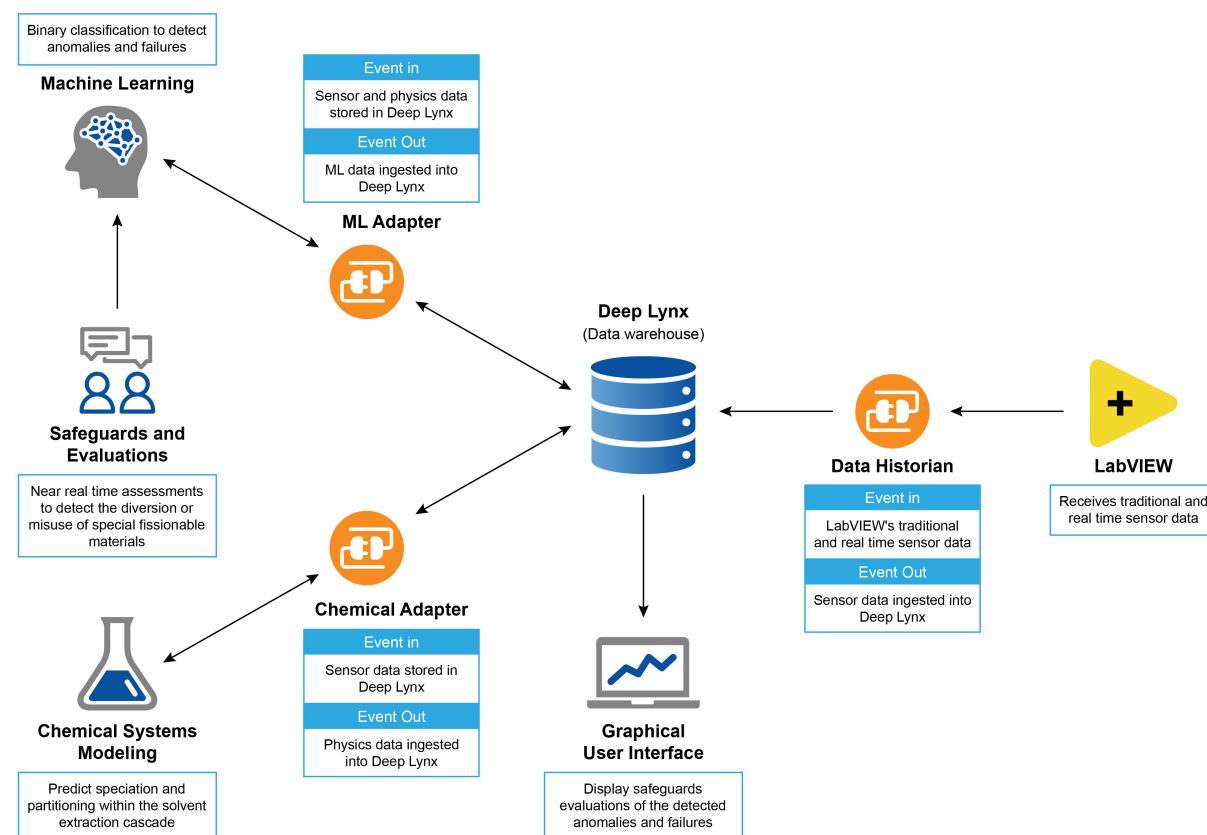 Binary classification to detect
anomalies and failures
Machine Learning
Event in
Sensor and physics data
stored in Deep Lynx
Event Out
ML data ingested into
Deep Lynx
ML Adapter
Safeguards and
Evaluations
Near real time assessments
to detect the diversion or
misuse of special fissionable
materials
Deep Lynx
(Data warehouse)
Data Historian
Event in
LabVIEW's traditional
and real time sensor data
Event Out
Sensor data ingested into
Deep Lynx
LabVIEW
Receives traditional and
real time sensor data
Chemical Adapter
Event in
Sensor data stored in
Deep Lynx
Event Out
Physics data ingested
into Deep Lynx
Chemical Systems
Modeling
Predict speciation and
partitioning within the solvent
extraction cascade
Graphical
User Interface
Display safeguards
evaluations of the detected
anomalies and failures